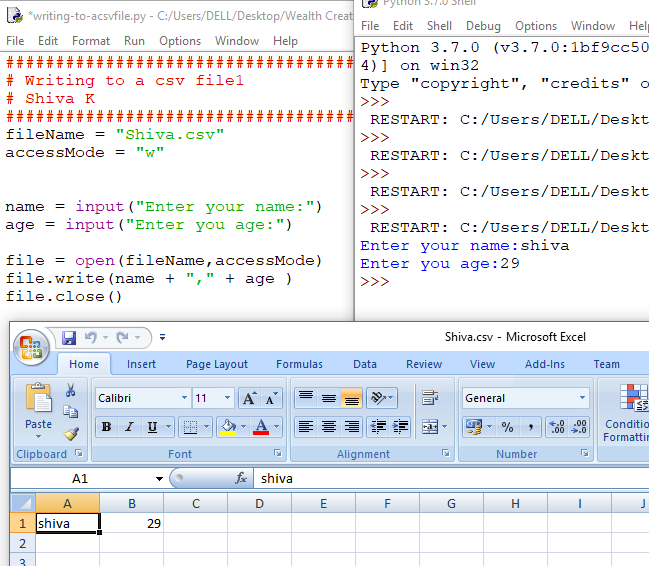 *writing-to-acsvfile.py - C:/Users/DELL/Desktop/Wealth Creat
File Edit Format Run Options Window Help
########################################
# Writing to a csv file1
# Shiva K
########################################
fileName = "Shiva.csv"
accessMode = "w"
name = input("Enter your name:")
age = input("Enter you age:")
file = open(fileName,accessMode)
file.write(name + "," + age )
file.close()
Python 3.7.0 Shell
File Edit Shell Debug Options Window Help
Python 3.7.0 (v3.7.0:1bf9cc50
4)] on win32
Type "copyright", "credits" o
>>>
RESTART: C:/Users/DELL/Deskt
>>>
RESTART: C:/Users/DELL/Deskt
>>>
RESTART: C:/Users/DELL/Deskt
>>>
RESTART: C:/Users/DELL/Deskt
Enter your name:shiva
Enter you age:29
>>>
Shiva.csv - Microsoft Excel
Home Insert Page Layout Formulas Data Review View Add-Ins Team
Calibri 11 A A General
Paste B I U A % , .0 .00 .00 .0 Conditio
Formatting
Clipboard Font Alignment Number
A1 fx shiva
A B C D E F G H I J
1 shiva 29
2
3